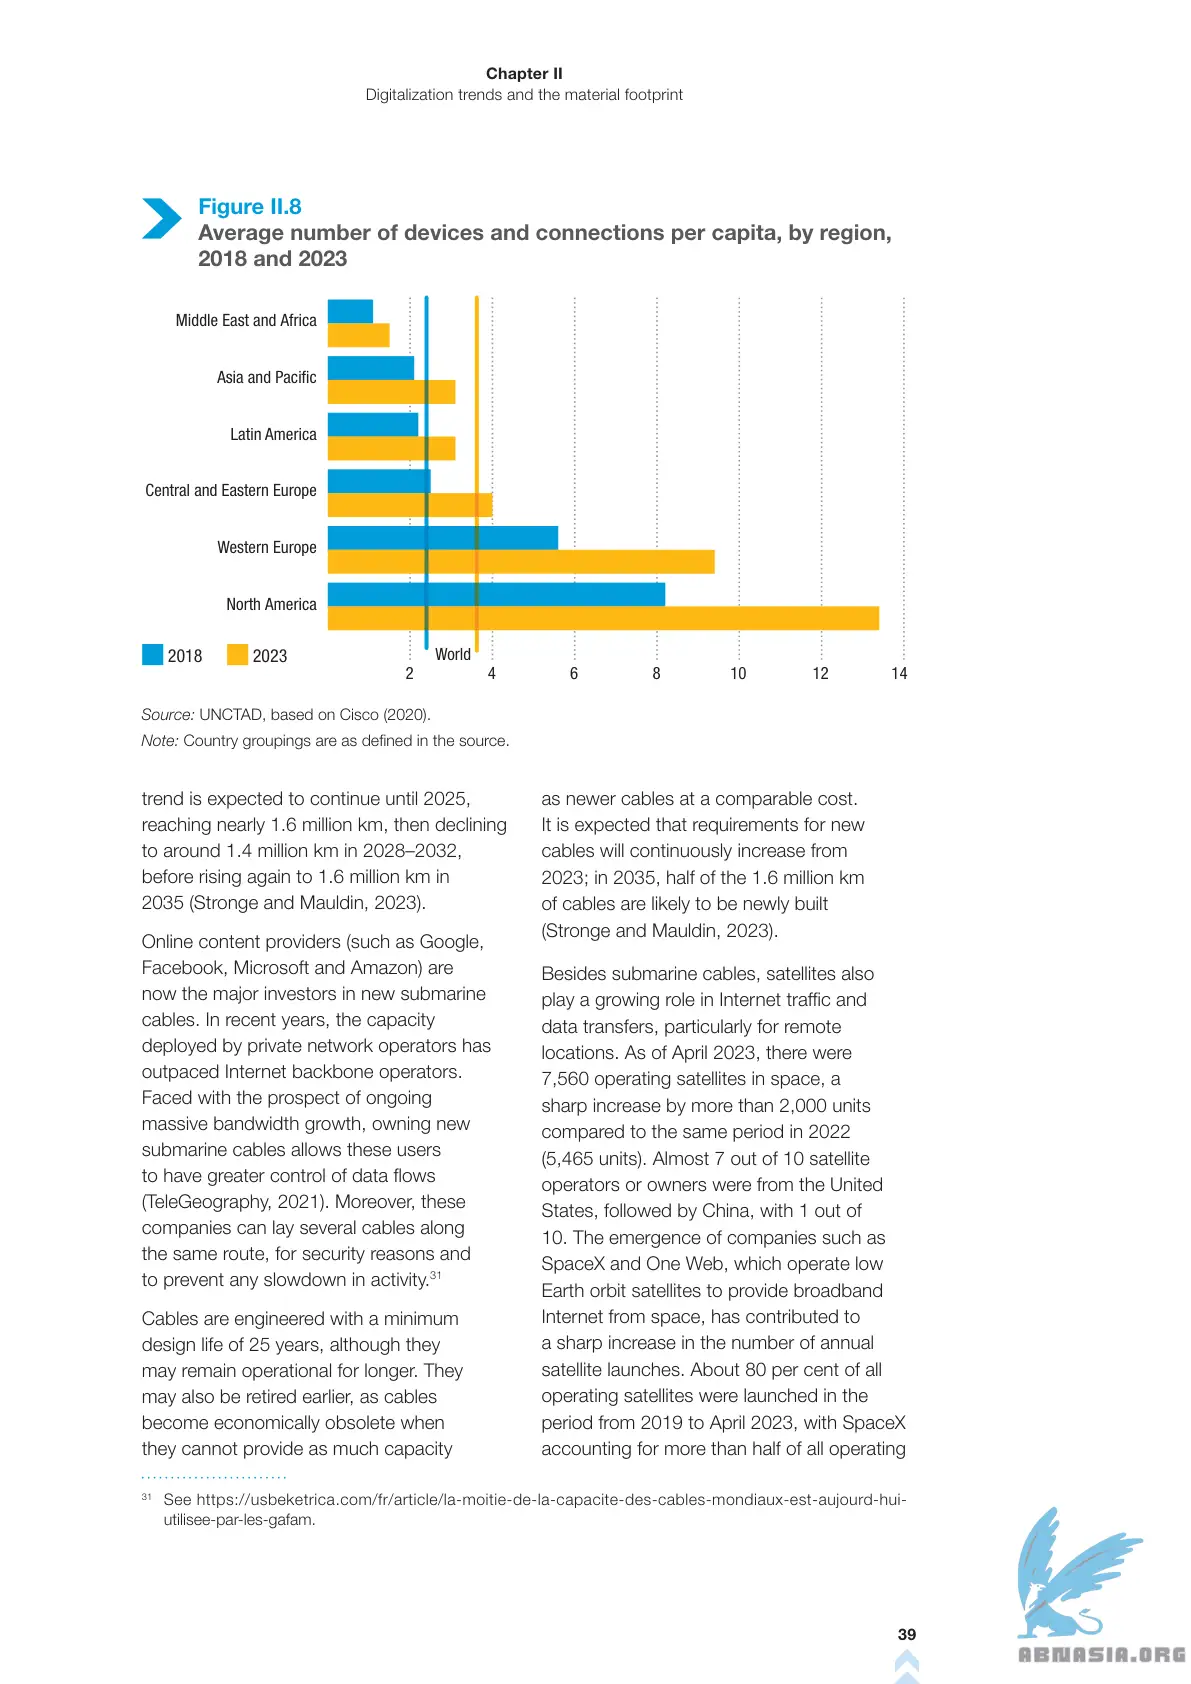 Chapter II
Digitalization trends and the material footprint
Figure II.8
Average number of devices and connections per capita, by region,
2018 and 2023
Middle East and Africa
Asia and Pacific
Latin America
Central and Eastern Europe
Western Europe
North America
2018
2023
World
2
4
6
8
10
12
14
Source: UNCTAD, based on Cisco (2020).
Note: Country groupings are as defined in the source.
trend is expected to continue until 2025,
reaching nearly 1.6 million km, then declining
to around 1.4 million km in 2028–2032,
before rising again to 1.6 million km in
2035 (Stronge and Mauldin, 2023).
Online content providers (such as Google,
Facebook, Microsoft and Amazon) are
now the major investors in new submarine
cables. In recent years, the capacity
deployed by private network operators has
outpaced Internet backbone operators.
Faced with the prospect of ongoing
massive bandwidth growth, owning new
submarine cables allows these users
to have greater control of data flows
(TeleGeography, 2021). Moreover, these
companies can lay several cables along
the same route, for security reasons and
to prevent any slowdown in activity.31
Cables are engineered with a minimum
design life of 25 years, although they
may remain operational for longer. They
may also be retired earlier, as cables
become economically obsolete when
they cannot provide as much capacity
as newer cables at a comparable cost.
It is expected that requirements for new
cables will continuously increase from
2023; in 2035, half of the 1.6 million km
of cables are likely to be newly built
(Stronge and Mauldin, 2023).
Besides submarine cables, satellites also
play a growing role in Internet traffic and
data transfers, particularly for remote
locations. As of April 2023, there were
7,560 operating satellites in space, a
sharp increase by more than 2,000 units
compared to the same period in 2022
(5,465 units). Almost 7 out of 10 satellite
operators or owners were from the United
States, followed by China, with 1 out of
10. The emergence of companies such as
SpaceX and One Web, which operate low
Earth orbit satellites to provide broadband
Internet from space, has contributed to
a sharp increase in the number of annual
satellite launches. About 80 per cent of all
operating satellites were launched in the
period from 2019 to April 2023, with SpaceX
accounting for more than half of all operating
31 See https://usbeketrica.com/fr/article/la-moitie-de-la-capacite-des-cables-mondiaux-est-aujourd-hui-
utilisee-par-les-gafam.
39
ABNASIA.ORG